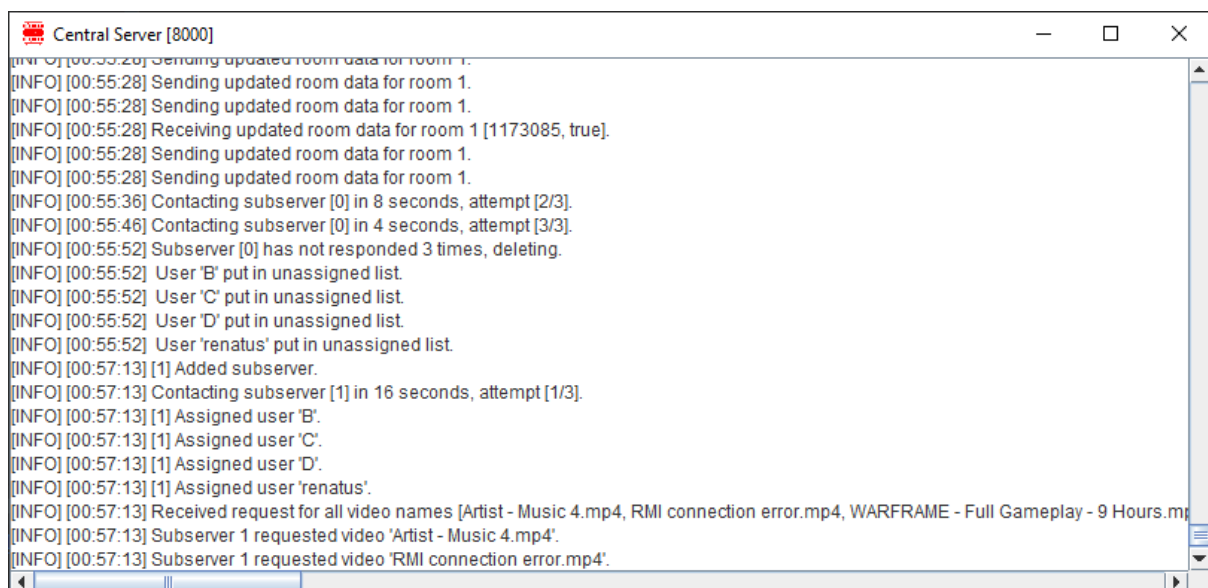 Central Server [8000]
[INFO] [00:55:28] Sending updated room data for room 1.
[INFO] [00:55:28] Sending updated room data for room 1.
[INFO] [00:55:28] Sending updated room data for room 1.
[INFO] [00:55:28] Receiving updated room data for room 1 [1173085, true].
[INFO] [00:55:28] Sending updated room data for room 1.
[INFO] [00:55:28] Sending updated room data for room 1.
[INFO] [00:55:36] Contacting subserver [0] in 8 seconds, attempt [2/3].
[INFO] [00:55:46] Contacting subserver [0] in 4 seconds, attempt [3/3].
[INFO] [00:55:52] Subserver [0] has not responded 3 times, deleting.
[INFO] [00:55:52]  User 'B' put in unassigned list.
[INFO] [00:55:52]  User 'C' put in unassigned list.
[INFO] [00:55:52]  User 'D' put in unassigned list.
[INFO] [00:55:52]  User 'renatus' put in unassigned list.
[INFO] [00:57:13] [1] Added subserver.
[INFO] [00:57:13] Contacting subserver [1] in 16 seconds, attempt [1/3].
[INFO] [00:57:13] [1] Assigned user 'B'.
[INFO] [00:57:13] [1] Assigned user 'C'.
[INFO] [00:57:13] [1] Assigned user 'D'.
[INFO] [00:57:13] [1] Assigned user 'renatus'.
[INFO] [00:57:13] Received request for all video names [Artist - Music 4.mp4, RMI connection error.mp4, WARFRAME - Full Gameplay - 9 Hours.mp
[INFO] [00:57:13] Subserver 1 requested video 'Artist - Music 4.mp4'.
[INFO] [00:57:13] Subserver 1 requested video 'RMI connection error.mp4'.